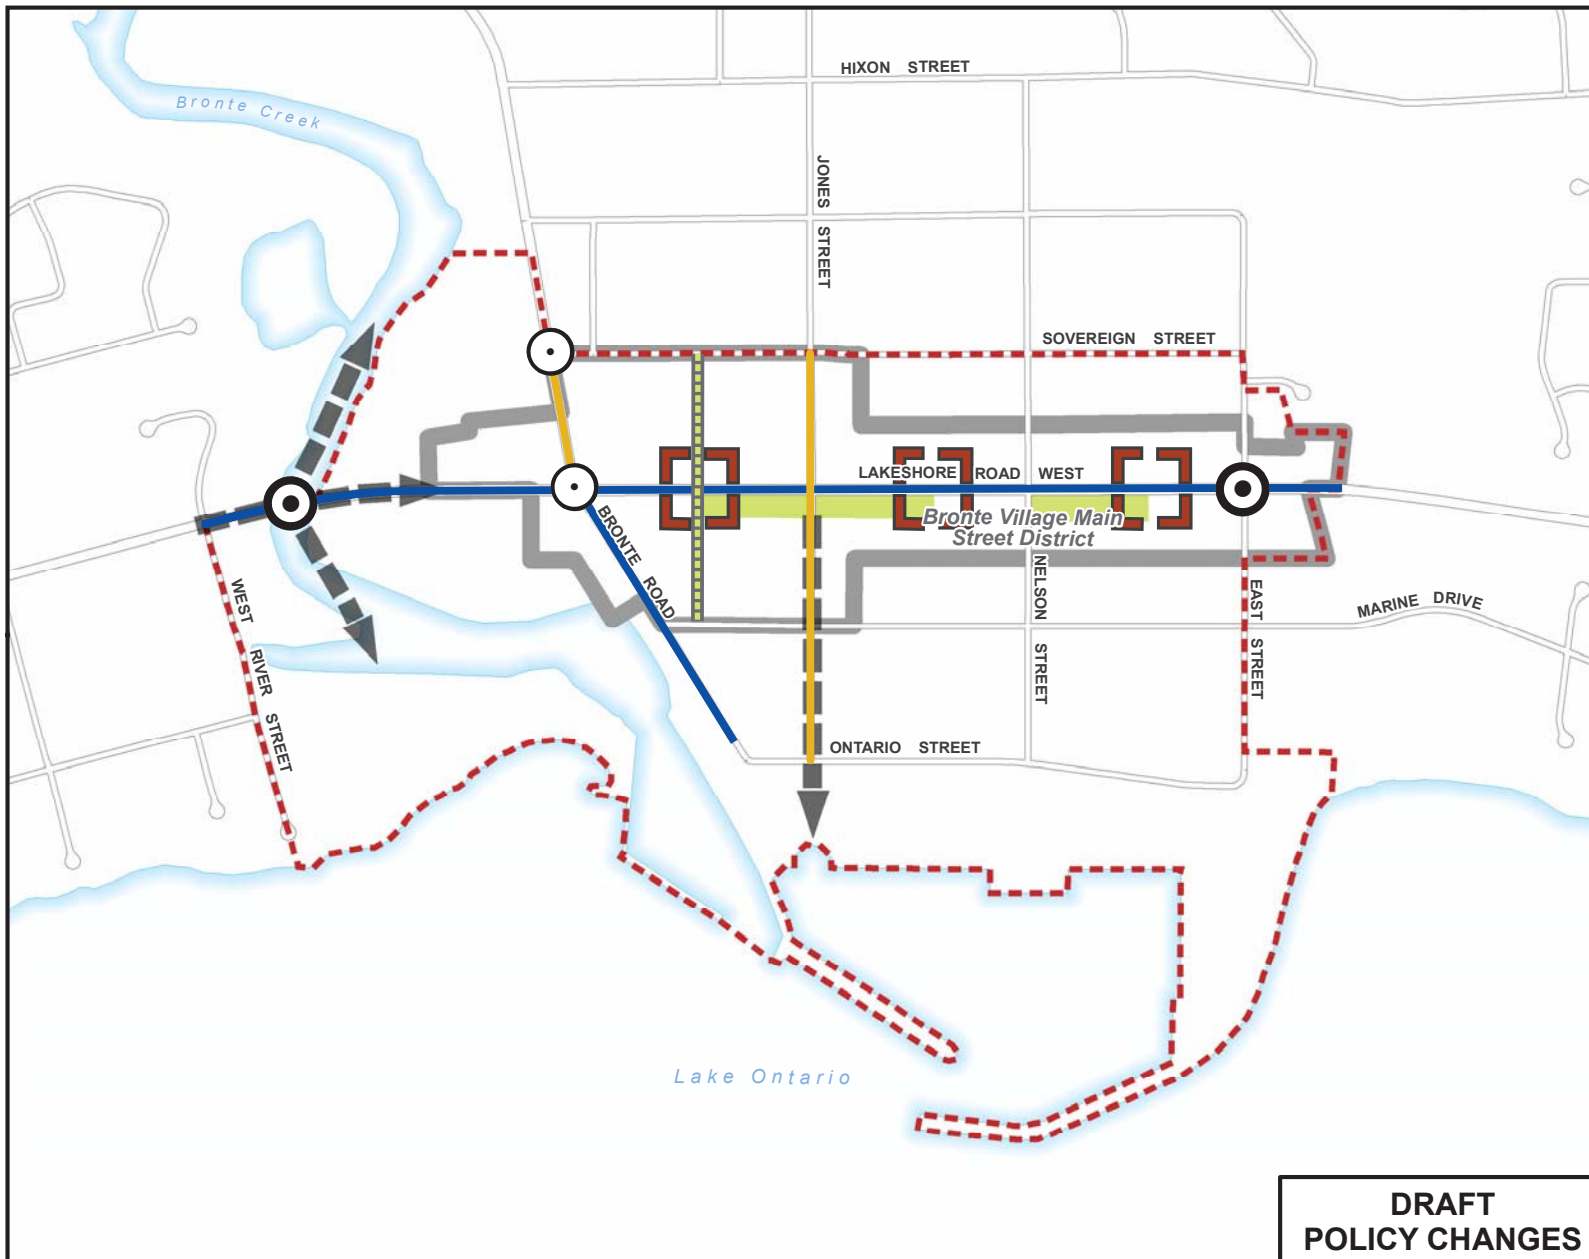 HIXON STREET
Bronte Creek
JONES STREET
SOVEREIGN STREET
LAKESHORE ROAD WEST
Bronte Village Main
Street District
BRONTE ROAD
NELSON STREET
EAST STREET
MARINE DRIVE
WEST RIVER STREET
ONTARIO STREET
Lake Ontario
DRAFT
POLICY CHANGES